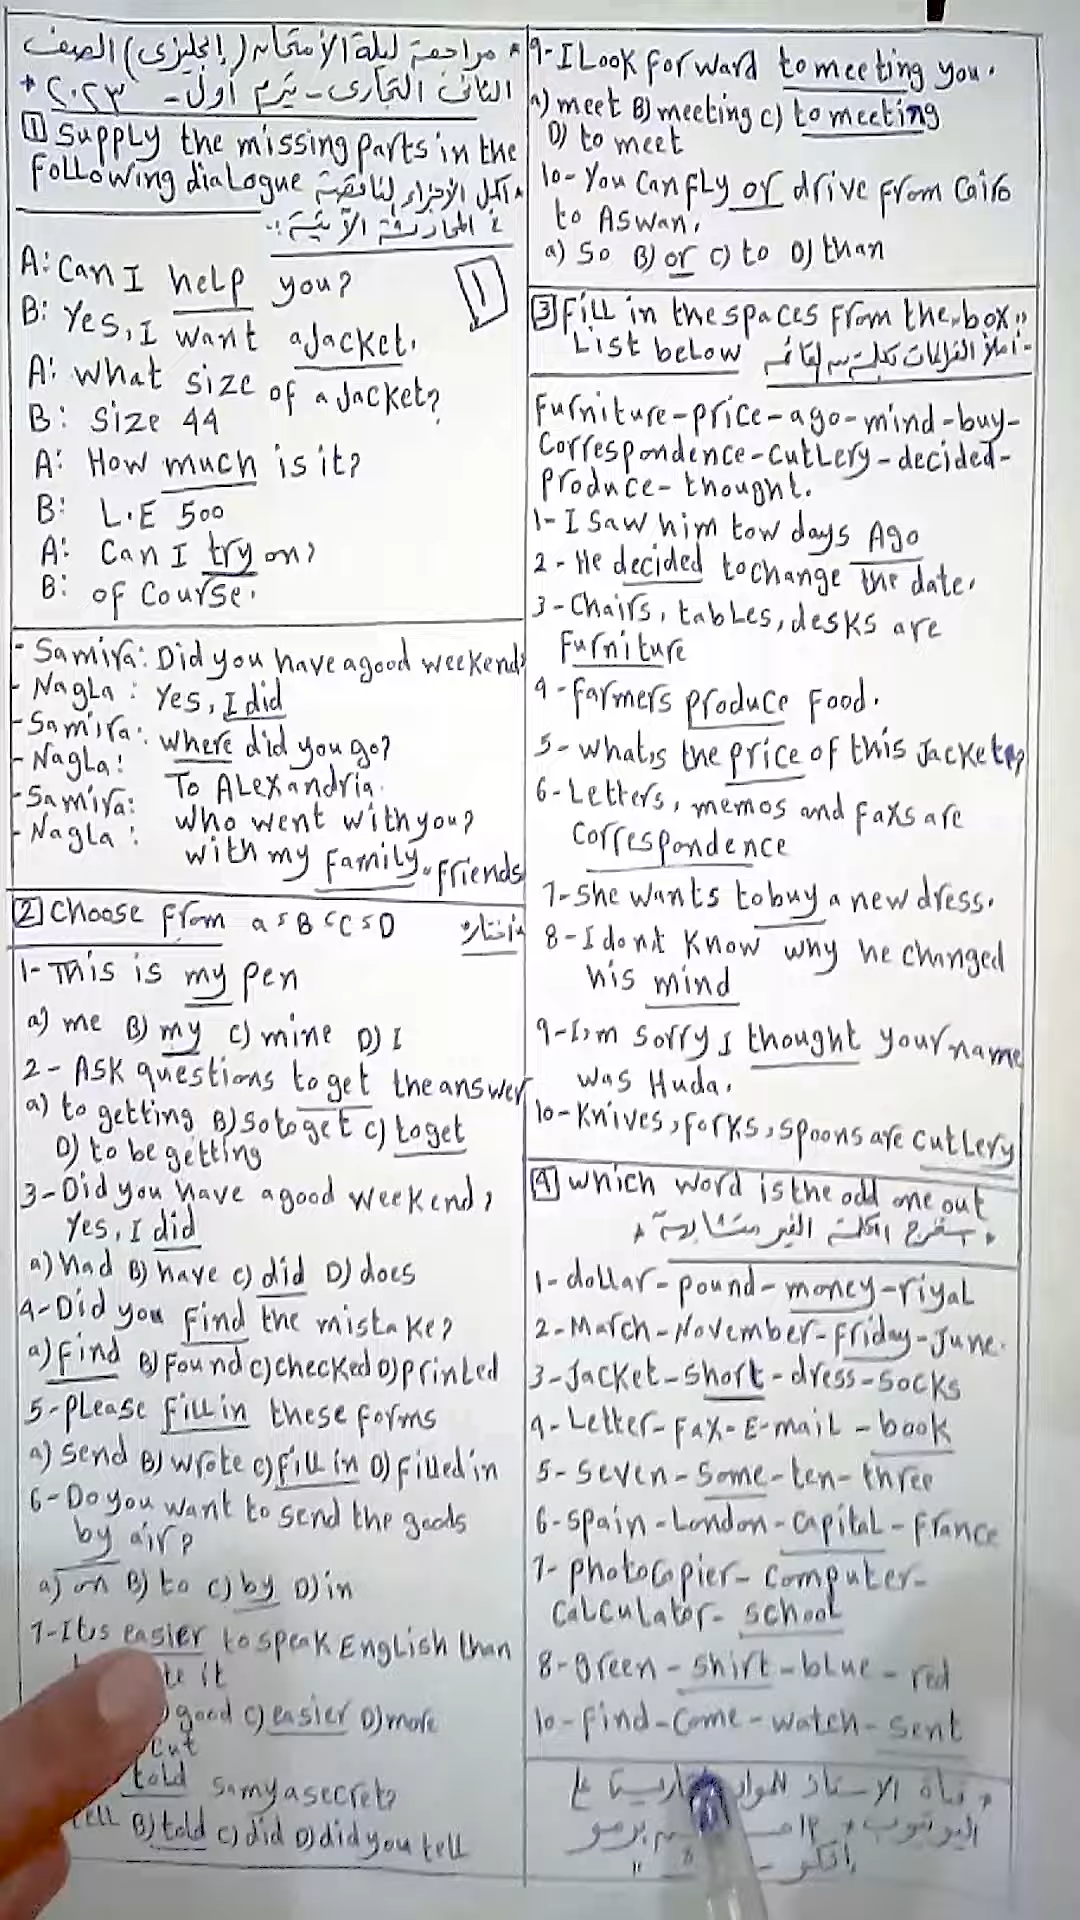 مراجعة ليلة الأمتحان (إنجليزى) الصف
الثانى التجارى - ترم أول - ٢٠٢٣ *
1 Supply the missing parts in the
Following dialogue أكمل الأجزاء الناقصة
فى المحادثة الآتية :-
A: Can I help you?
B: Yes, I want a Jacket.
1
A: What size of a Jacket?
B: Size 44
A: How much is it?
B: L.E 500
A: Can I try on?
B: of Course.
- Samira: Did you have a good weekend?
- Nagla: Yes, I did
- Samira: where did you go?
- Nagla: To ALexandria.
- Samira: Who went with you?
- Nagla: with my Family. Friends
2 Choose From a, B, C, D أختار
1- This is my pen
a) me B) my C) mine D) I
2- ASK questions to get the answer
a) to getting B) so to get C) to get
D) to be getting
3- Did you have a good weekend?
Yes, I did
a) had B) have C) did D) does
4- Did you find the mistake?
a) Find B) Found C) checked D) printed
5- please fill in these forms
a) send B) wrote C) fill in D) filled in
6- Do you want to send the goods
by air?
a) on B) to C) by D) in
7- It,s easier to speak English than
it
good C) easier D) more
cut
told samy a secret?
B) told C) did D) did you tell
9- I Look forward to meeting you.
a) meet B) meeting C) to meeting
D) to meet
10- You Can fly or drive from Cairo
to Aswan.
a) So B) or C) to D) than
3 Fill in the spaces from the box
List below
Furniture - price - ago - mind - buy -
Correspondence - cutLery - decided -
produce - thought.
1- I saw him tow days Ago
2- He decided to change the date.
3- Chairs, tabLes, desks are
Furniture
4- farmers produce Food.
5- what,s the price of this Jacket?
6- Letters, memos and faxs are
Correspondence
7- she wants to buy a new dress.
8- I don,t Know why he changed
his mind
9- I,m sorry I thought your name
was Huda.
10- Knives, forks, spoons are CutLery
4 which word is the odd one out
أستخرج الكلمة الغير متشابهة
1- dollar - pound - money - riyal
2- March - November - Friday - June.
3- Jacket - short - dress - socks
4- Letter - Fax - E-mail - book
5- seven - some - ten - three
6- spain - London - capital - France
7- photocopier - computer -
calculator - school
8- green - shirt - blue - red
10- find - come - watch - sent
قناة الاستاذ
اليوتيوب